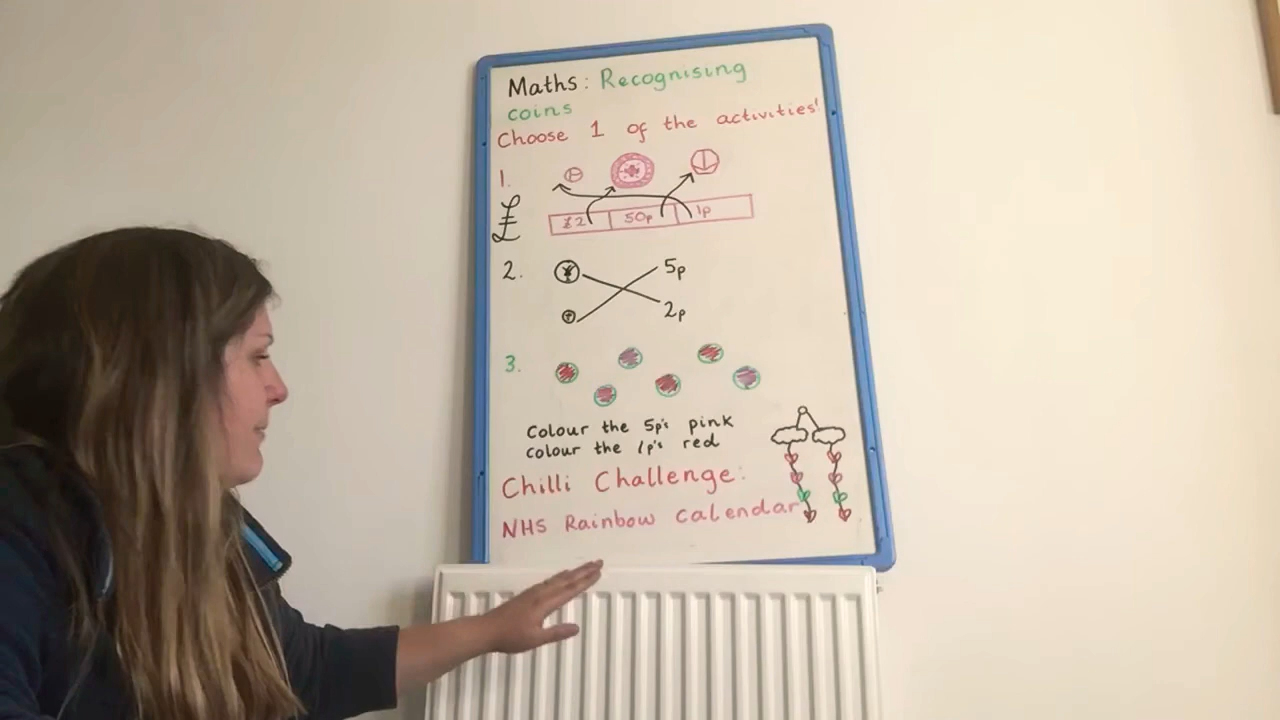 Maths: Recognising
coins
Choose 1 of the activities!
1.
£
£2 50p 1p
2.
5p
2p
3.
Colour the 5p's pink
colour the 1p's red
Chilli Challenge:
NHS Rainbow Calendar